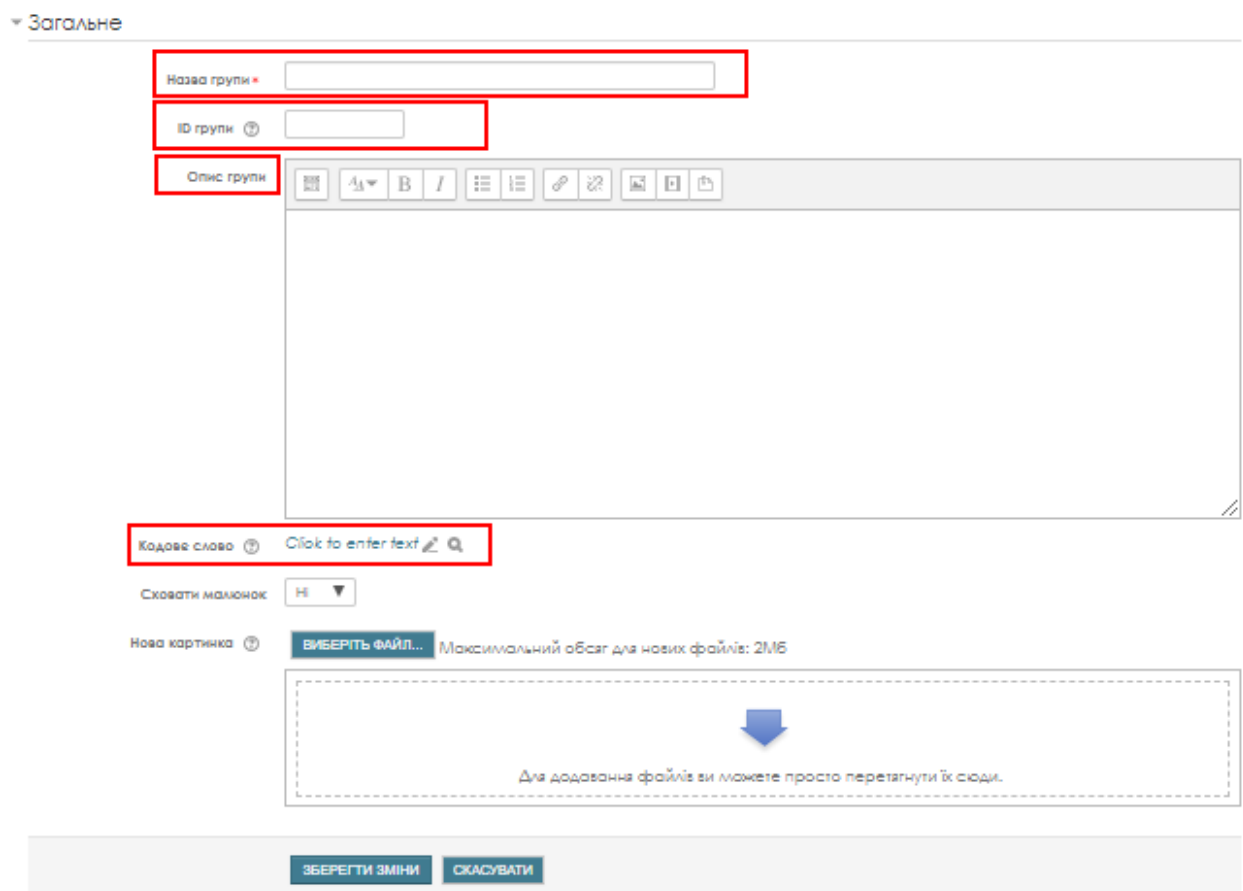 Загальне
Назва групи*
ID групи
Опис групи
Кодове слово Click to enter text
Сховати малюнок Ні
Нова картинка ВИБЕРІТЬ ФАЙЛ... Максимальний обсяг для нових файлів: 2Мб
Для додавання файлів ви можете просто перетягнути їх сюди.
ЗБЕРЕГТИ ЗМІНИ СКАСУВАТИ